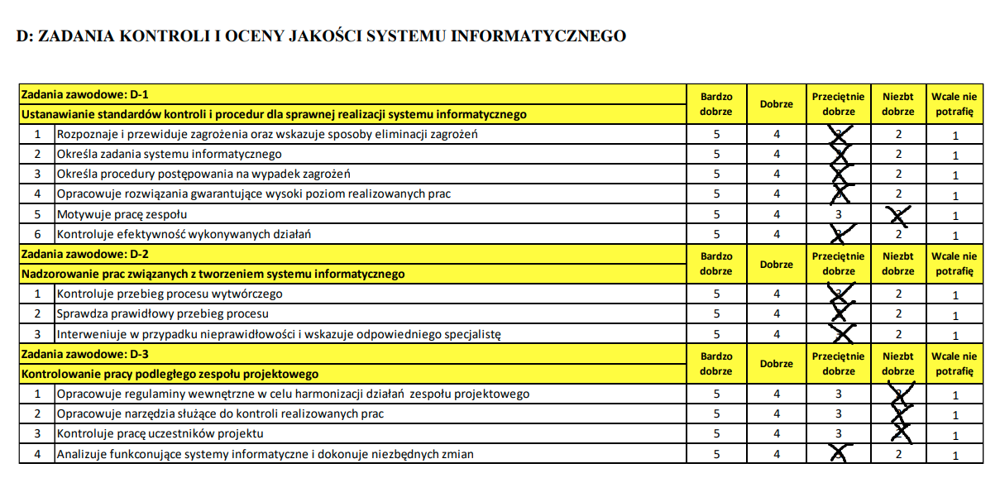 D: ZADANIA KONTROLI I OCENY JAKOŚCI SYSTEMU INFORMATYCZNEGO
Zadania zawodowe: D-1 Bardzo dobrze Dobrze Przeciętnie dobrze Niezbt dobrze Wcale nie potrafię
Ustanawianie standardów kontroli i procedur dla sprawnej realizacji systemu informatycznego
1 Rozpoznaje i przewiduje zagrożenia oraz wskazuje sposoby eliminacji zagrożeń 5 4 2 1
2 Określa zadania systemu informatycznego 5 4 2 1
3 Określa procedury postępowania na wypadek zagrożeń 5 4 2 1
4 Opracowuje rozwiązania gwarantujące wysoki poziom realizowanych prac 5 4 2 1
5 Motywuje pracę zespołu 5 4 3 1
6 Kontroluje efektywność wykonywanych działań 5 4 2 1
Zadania zawodowe: D-2 Bardzo dobrze Dobrze Przeciętnie dobrze Niezbt dobrze Wcale nie potrafię
Nadzorowanie prac związanych z tworzeniem systemu informatycznego
1 Kontroluje przebieg procesu wytwórczego 5 4 2 1
2 Sprawdza prawidłowy przebieg procesu 5 4 2 1
3 Interweniuje w przypadku nieprawidłowości i wskazuje odpowiedniego specjalistę 5 4 2 1
Zadania zawodowe: D-3 Bardzo dobrze Dobrze Przeciętnie dobrze Niezbt dobrze Wcale nie potrafię
Kontrolowanie pracy podległego zespołu projektowego
1 Opracowuje regulaminy wewnętrzne w celu harmonizacji działań zespołu projektowego 5 4 3 1
2 Opracowuje narzędzia służące do kontroli realizowanych prac 5 4 3 1
3 Kontroluje pracę uczestników projektu 5 4 3 1
4 Analizuje funkconujące systemy informatyczne i dokonuje niezbędnych zmian 5 4 2 1